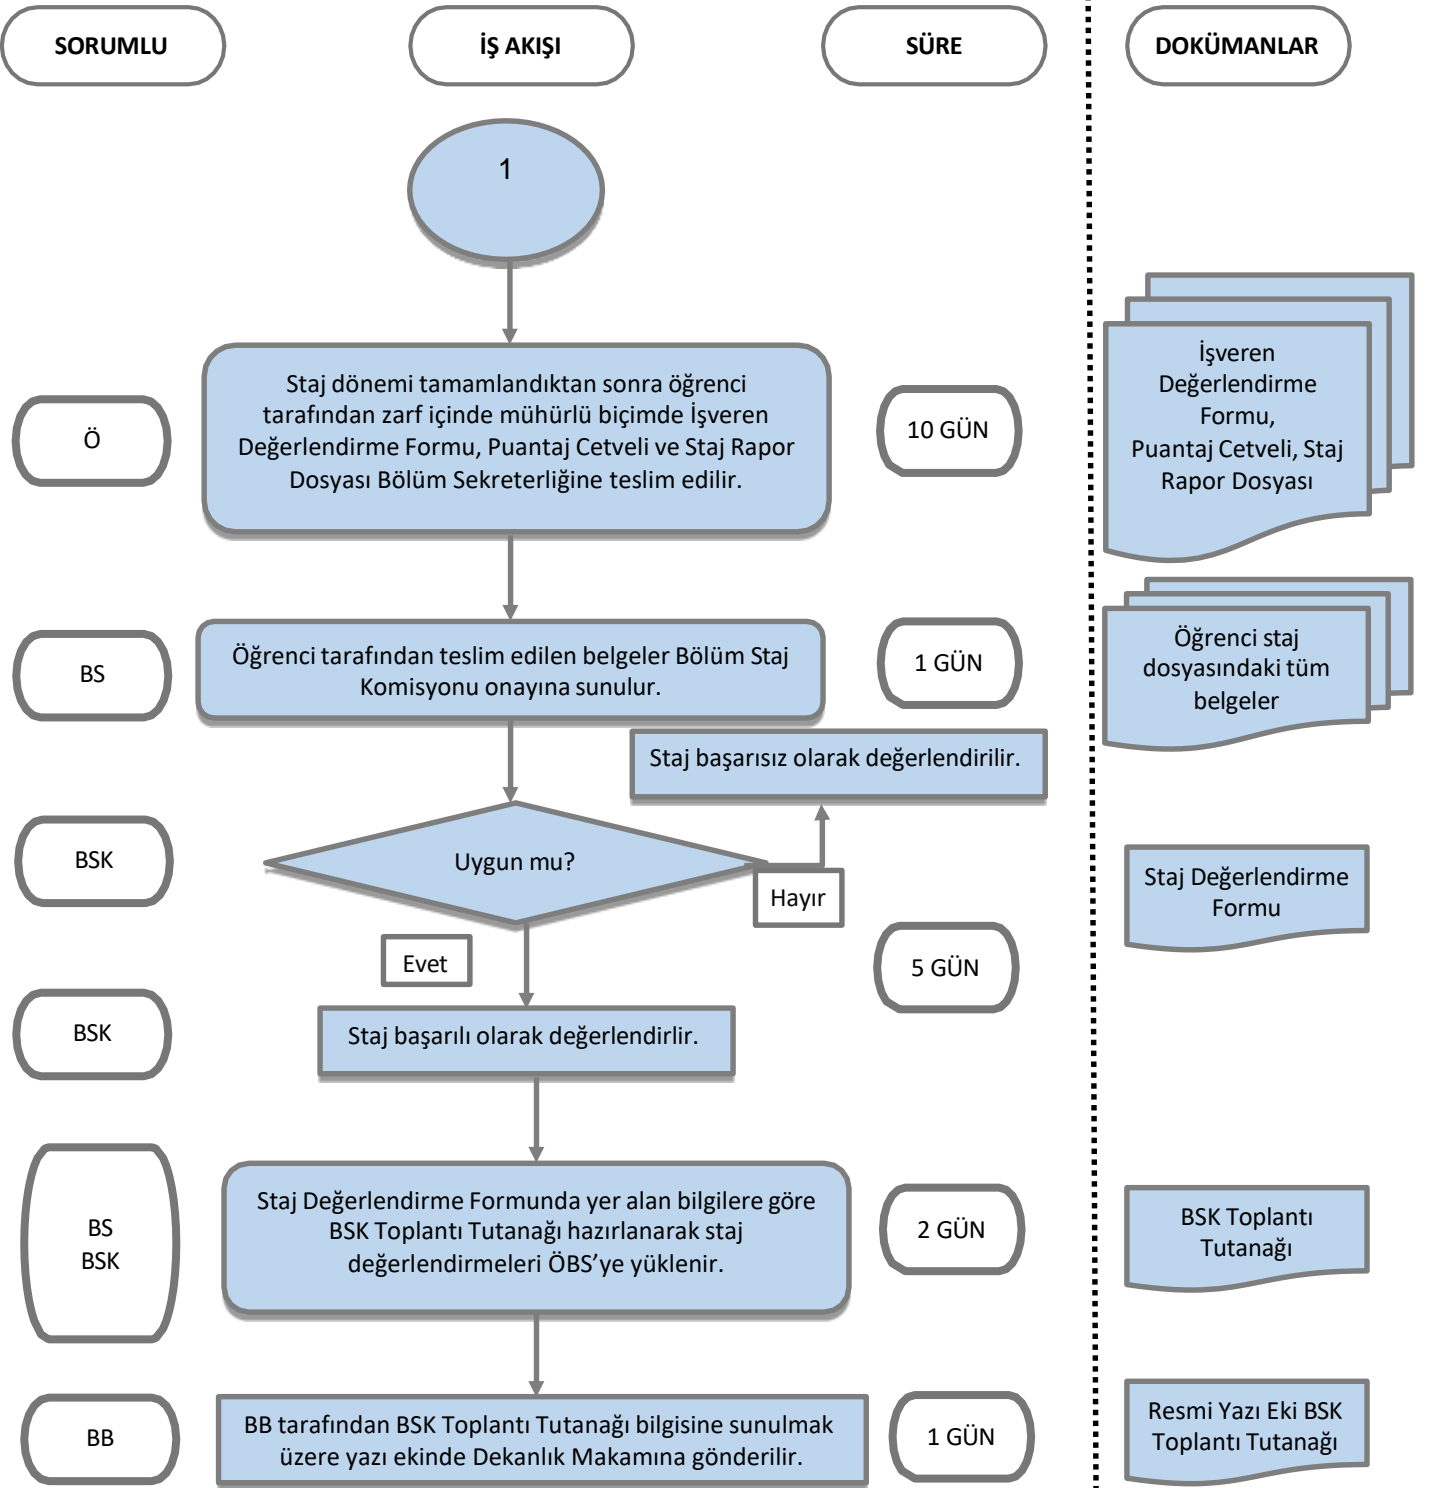 SORUMLU
İŞ AKIŞI
SÜRE
DOKÜMANLAR
1
Ö
Staj dönemi tamamlandıktan sonra öğrenci
tarafından zarf içinde mühürlü biçimde İşveren
Değerlendirme Formu, Puantaj Cetveli ve Staj Rapor
Dosyası Bölüm Sekreterliğine teslim edilir.
10 GÜN
İşveren
Değerlendirme
Formu,
Puantaj Cetveli, Staj
Rapor Dosyası
BS
Öğrenci tarafından teslim edilen belgeler Bölüm Staj
Komisyonu onayına sunulur.
1 GÜN
Öğrenci staj
dosyasındaki tüm
belgeler
Staj başarısız olarak değerlendirilir.
BSK
Uygun mu?
Hayır
Staj Değerlendirme
Formu
Evet
5 GÜN
BSK
Staj başarılı olarak değerlendirlir.
BS
BSK
Staj Değerlendirme Formunda yer alan bilgilere göre
BSK Toplantı Tutanağı hazırlanarak staj
değerlendirmeleri ÖBS’ye yüklenir.
2 GÜN
BSK Toplantı
Tutanağı
BB
BB tarafından BSK Toplantı Tutanağı bilgisine sunulmak
üzere yazı ekinde Dekanlık Makamına gönderilir.
1 GÜN
Resmi Yazı Eki BSK
Toplantı Tutanağı